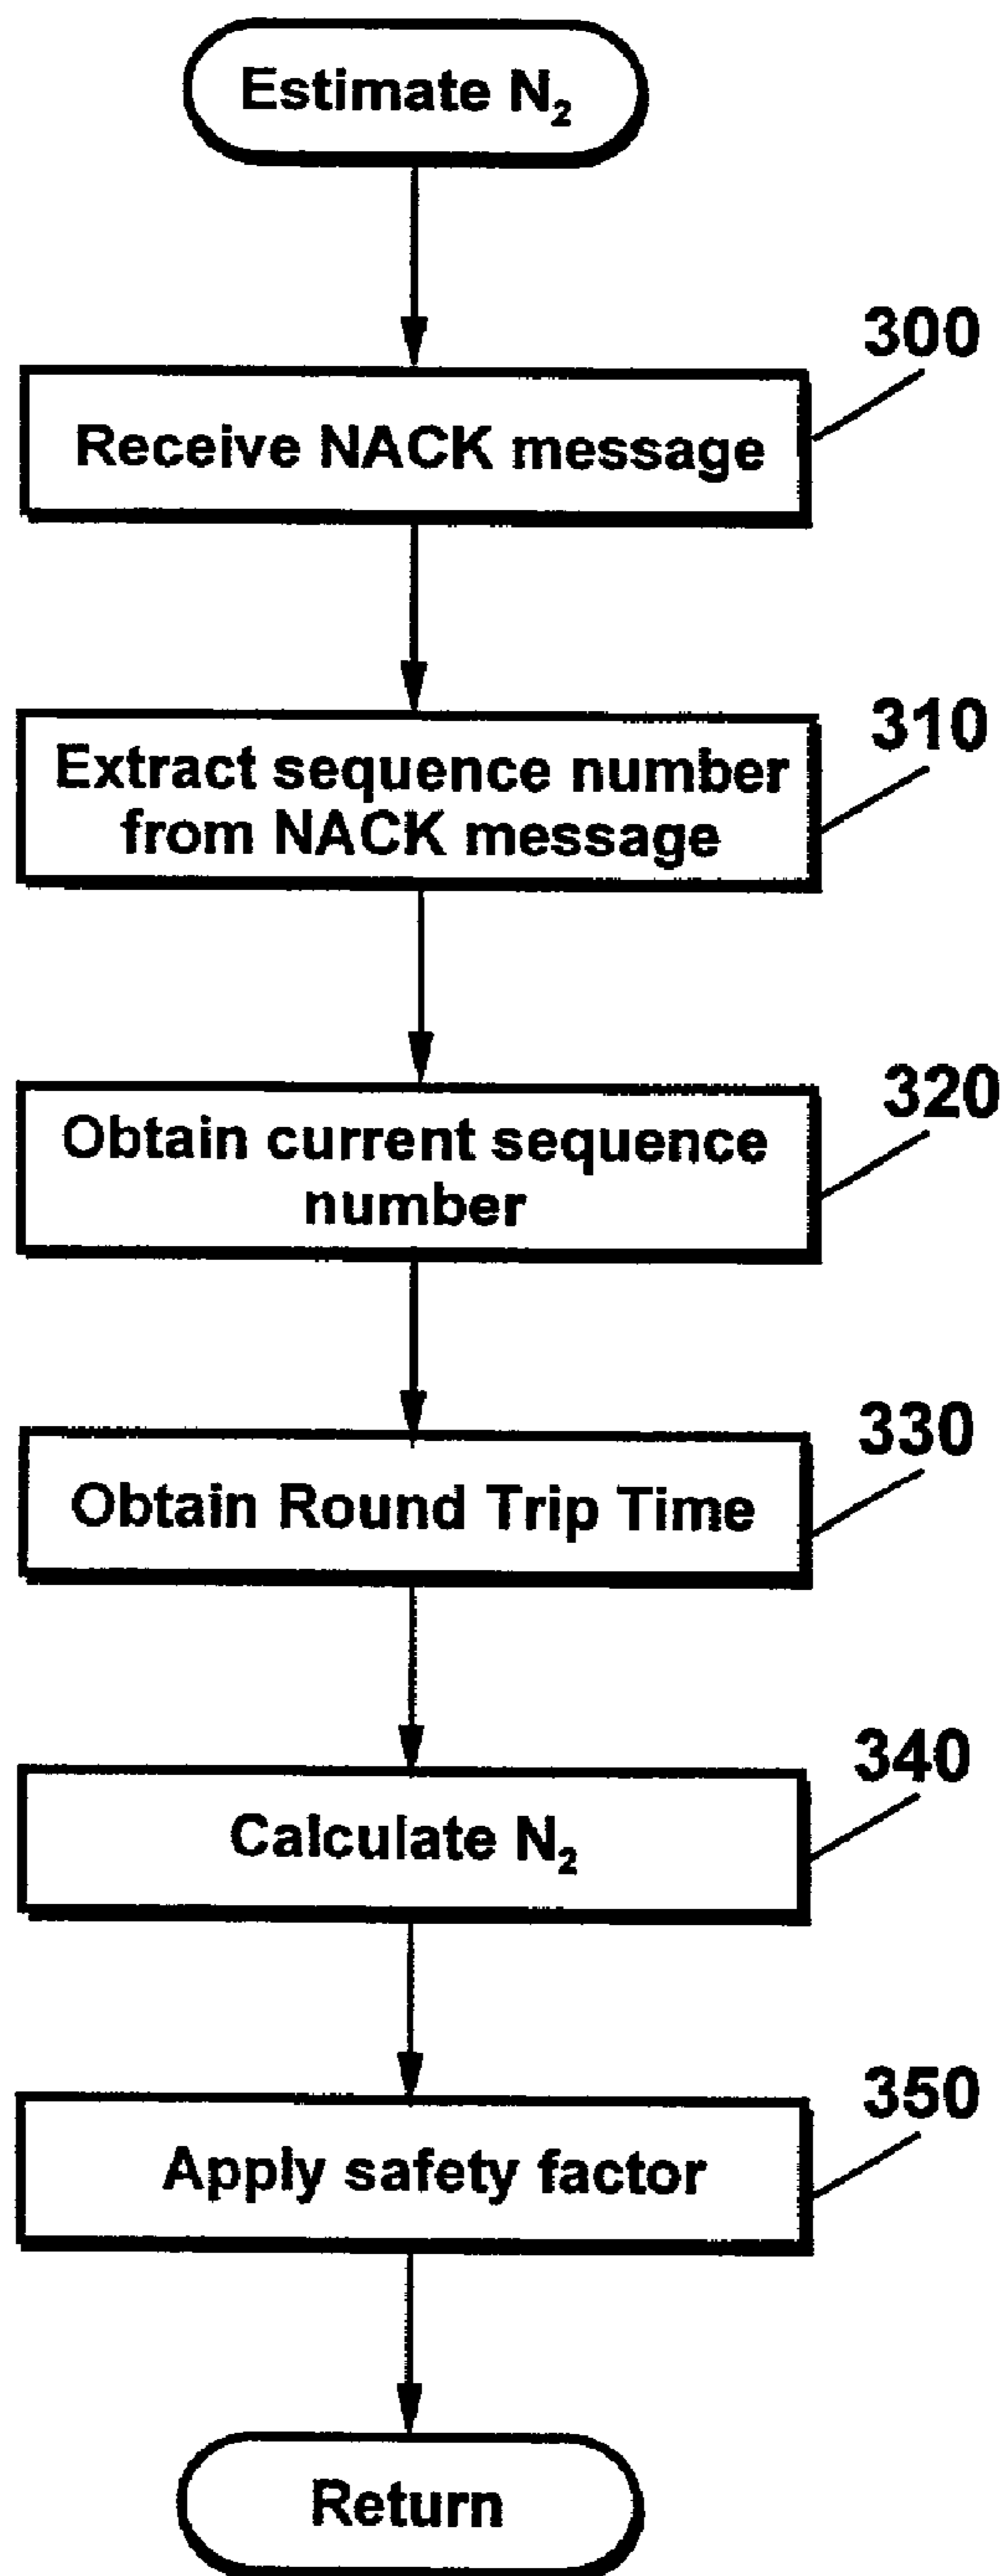 Estimate N₂
300
Receive NACK message
310
Extract sequence number
from NACK message
320
Obtain current sequence
number
330
Obtain Round Trip Time
340
Calculate N₂
350
Apply safety factor
Return